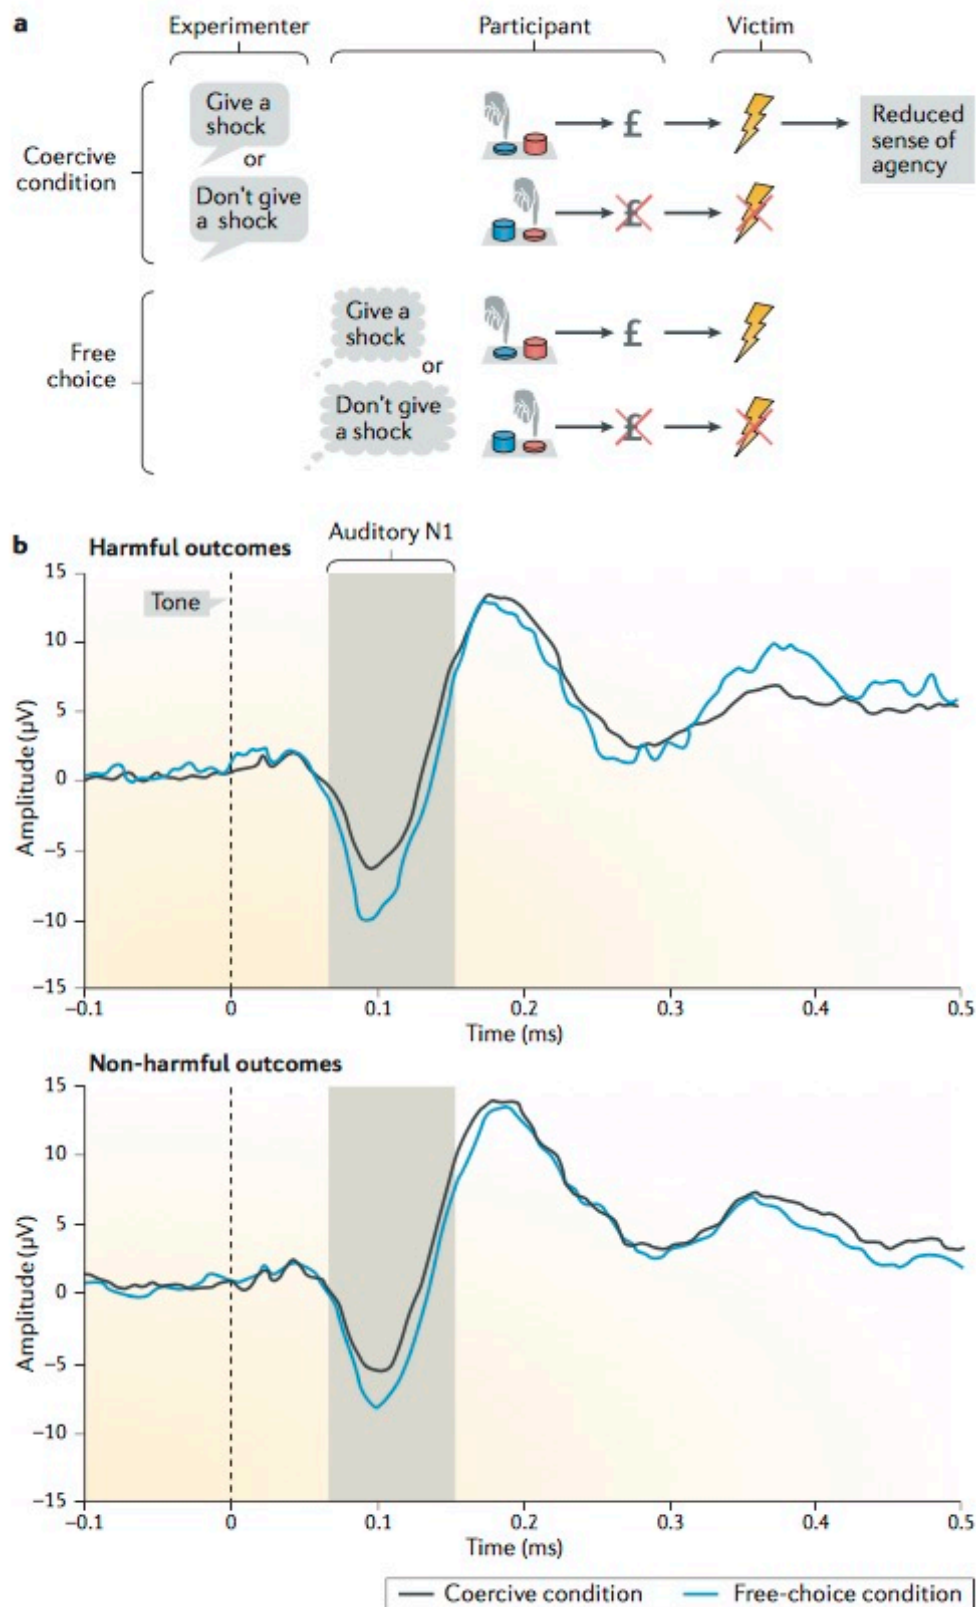 a
Experimenter
Participant
Victim
Coercive
condition
Give a
shock
or
Don't give
a shock
£
Reduced
sense of
agency
£
Free
choice
Give a
shock
or
Don't give
a shock
£
£
b
Harmful outcomes
Auditory N1
Tone
Amplitude (µV)
15
10
5
0
−5
−10
−15
−0.1 0 0.1 0.2 0.3 0.4 0.5
Time (ms)
Non-harmful outcomes
Amplitude (µV)
15
10
5
0
−5
−10
−15
−0.1 0 0.1 0.2 0.3 0.4 0.5
Time (ms)
Coercive condition Free-choice condition